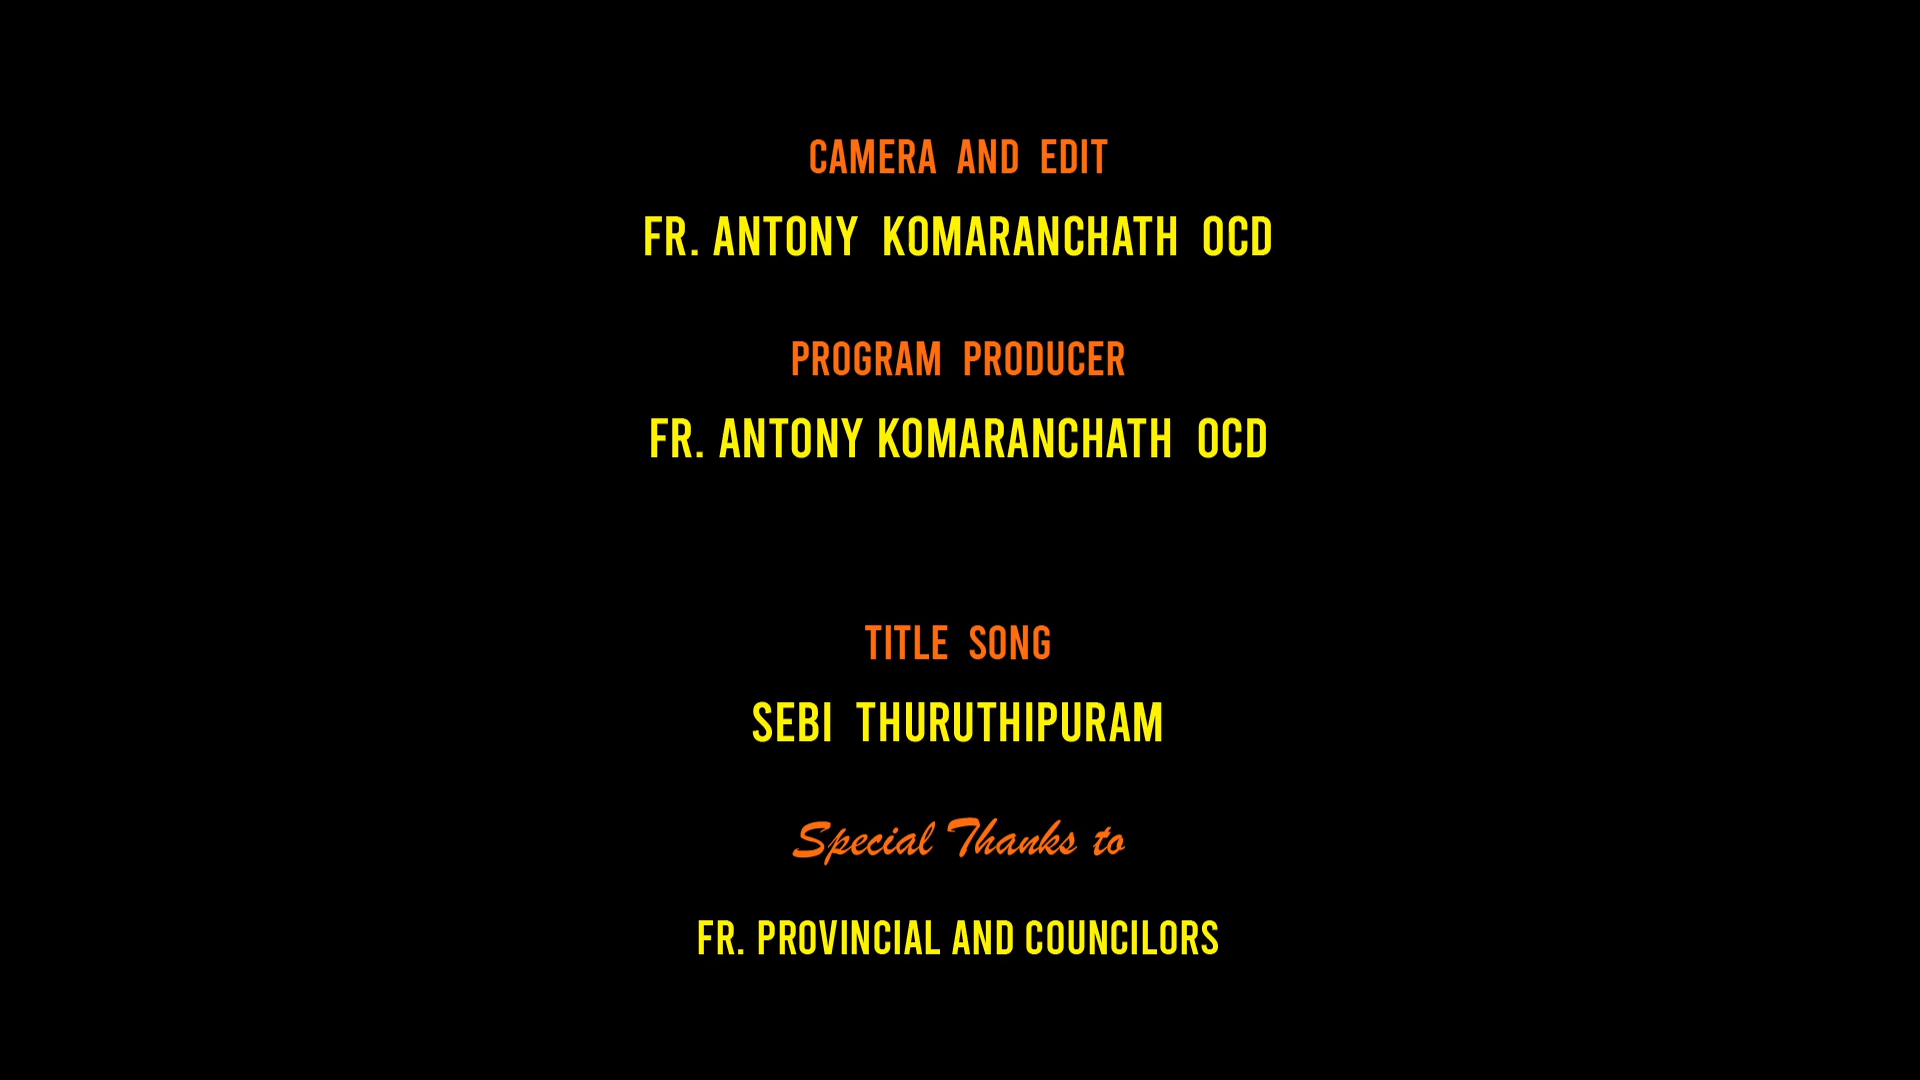 CAMERA AND EDIT
FR. ANTONY KOMARANCHATH OCD
PROGRAM PRODUCER
FR. ANTONY KOMARANCHATH OCD
TITLE SONG
SEBI THURUTHIPURAM
Special Thanks to
FR. PROVINCIAL AND COUNCILORS